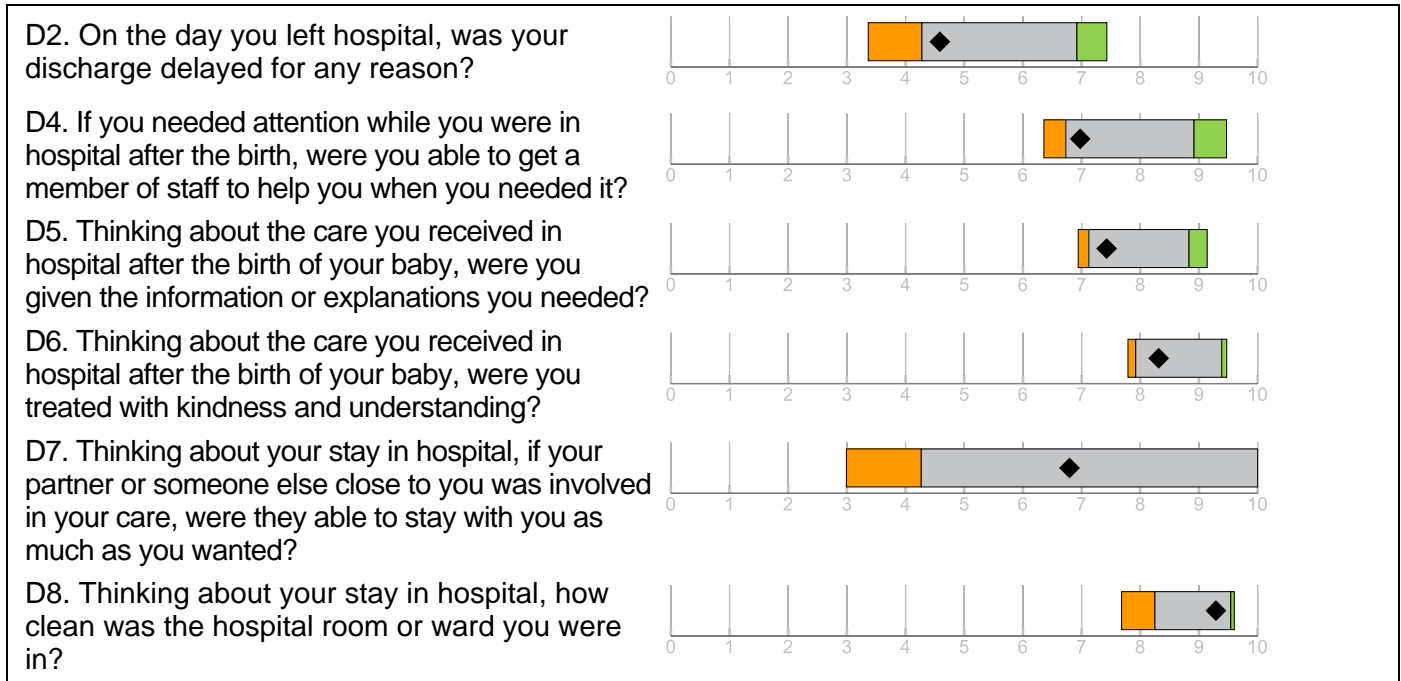 D2. On the day you left hospital, was your
discharge delayed for any reason?
0 1 2 3 4 5 6 7 8 9 10
D4. If you needed attention while you were in
hospital after the birth, were you able to get a
member of staff to help you when you needed it?
0 1 2 3 4 5 6 7 8 9 10
D5. Thinking about the care you received in
hospital after the birth of your baby, were you
given the information or explanations you needed?
0 1 2 3 4 5 6 7 8 9 10
D6. Thinking about the care you received in
hospital after the birth of your baby, were you
treated with kindness and understanding?
0 1 2 3 4 5 6 7 8 9 10
D7. Thinking about your stay in hospital, if your
partner or someone else close to you was involved
in your care, were they able to stay with you as
much as you wanted?
0 1 2 3 4 5 6 7 8 9 10
D8. Thinking about your stay in hospital, how
clean was the hospital room or ward you were
in?
0 1 2 3 4 5 6 7 8 9 10